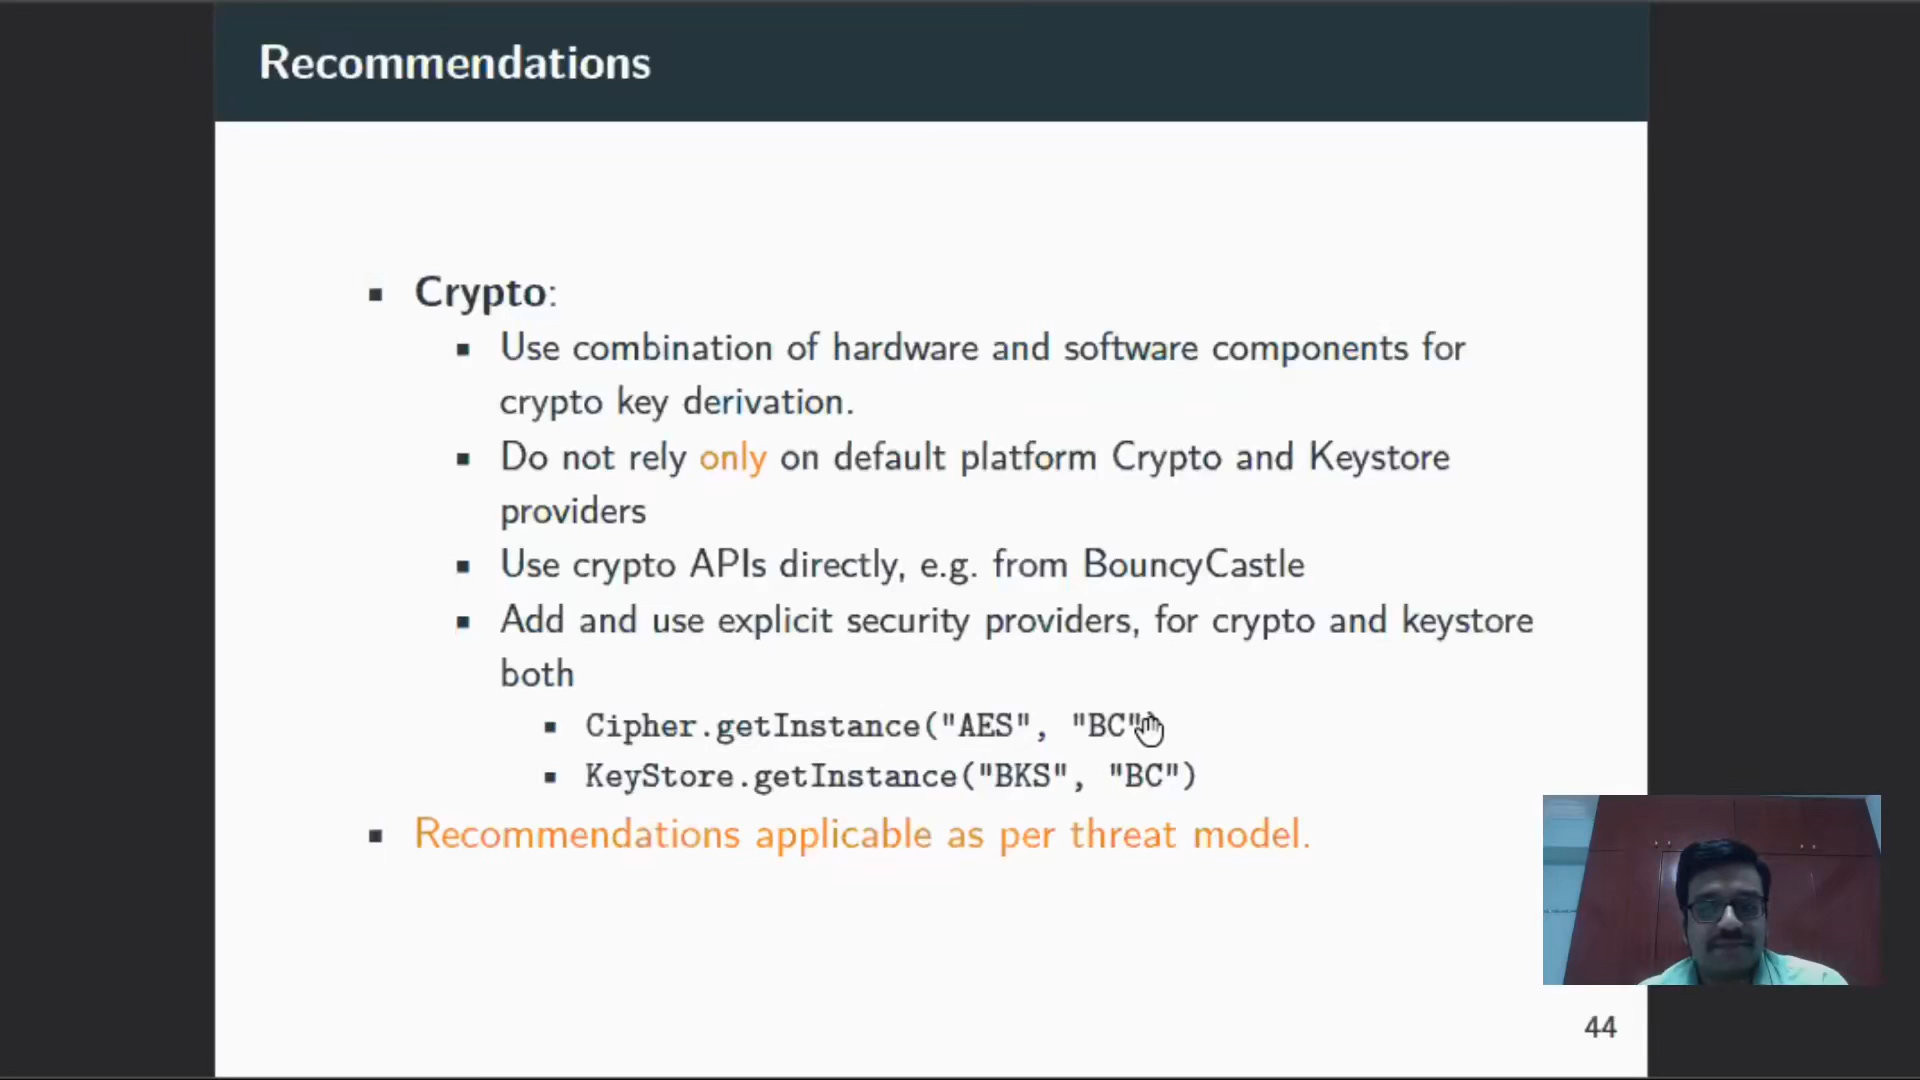 Recommendations
▪ Crypto:
▪ Use combination of hardware and software components for
crypto key derivation.
▪ Do not rely only on default platform Crypto and Keystore
providers
▪ Use crypto APIs directly, e.g. from BouncyCastle
▪ Add and use explicit security providers, for crypto and keystore
both
▪ Cipher.getInstance("AES", "BC"
▪ KeyStore.getInstance("BKS", "BC")
▪ Recommendations applicable as per threat model.
44